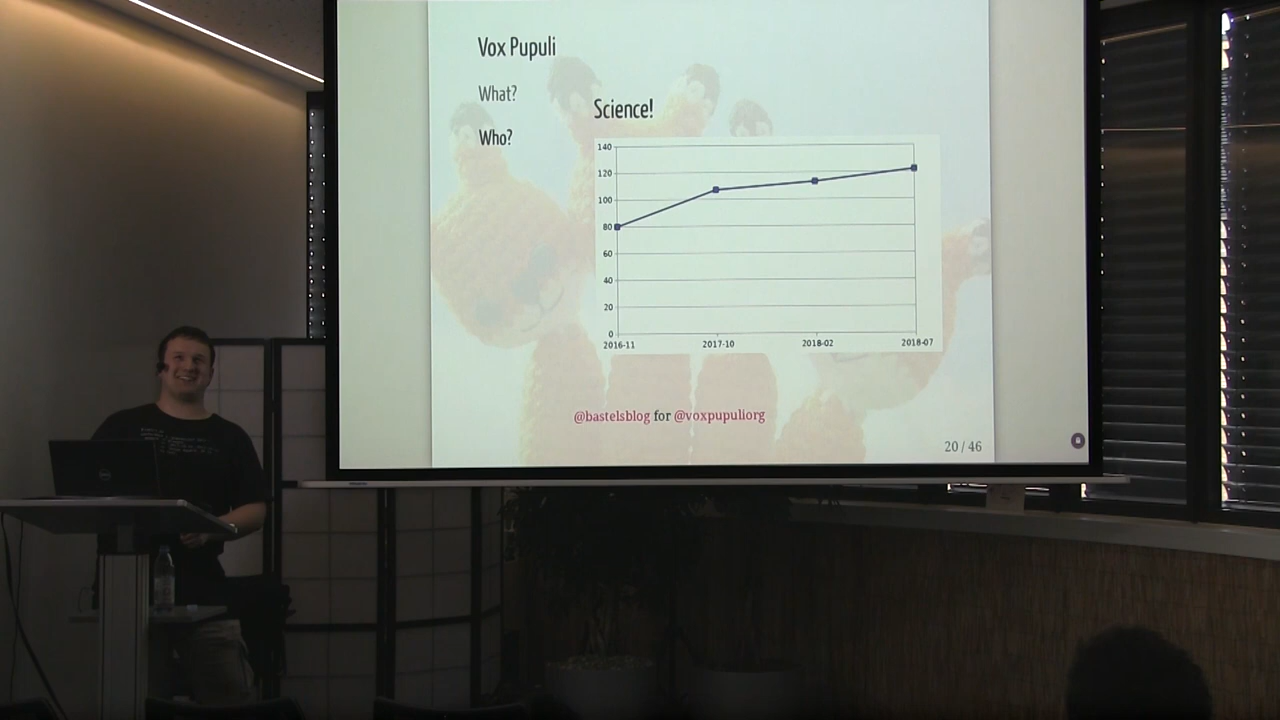 Vox Pupuli
What?
Who?
Science!
140
120
100
80
60
40
20
0
2016-11
2017-10
2018-02
2018-07
@bastelsblog for @voxpupuliorg
20 / 46